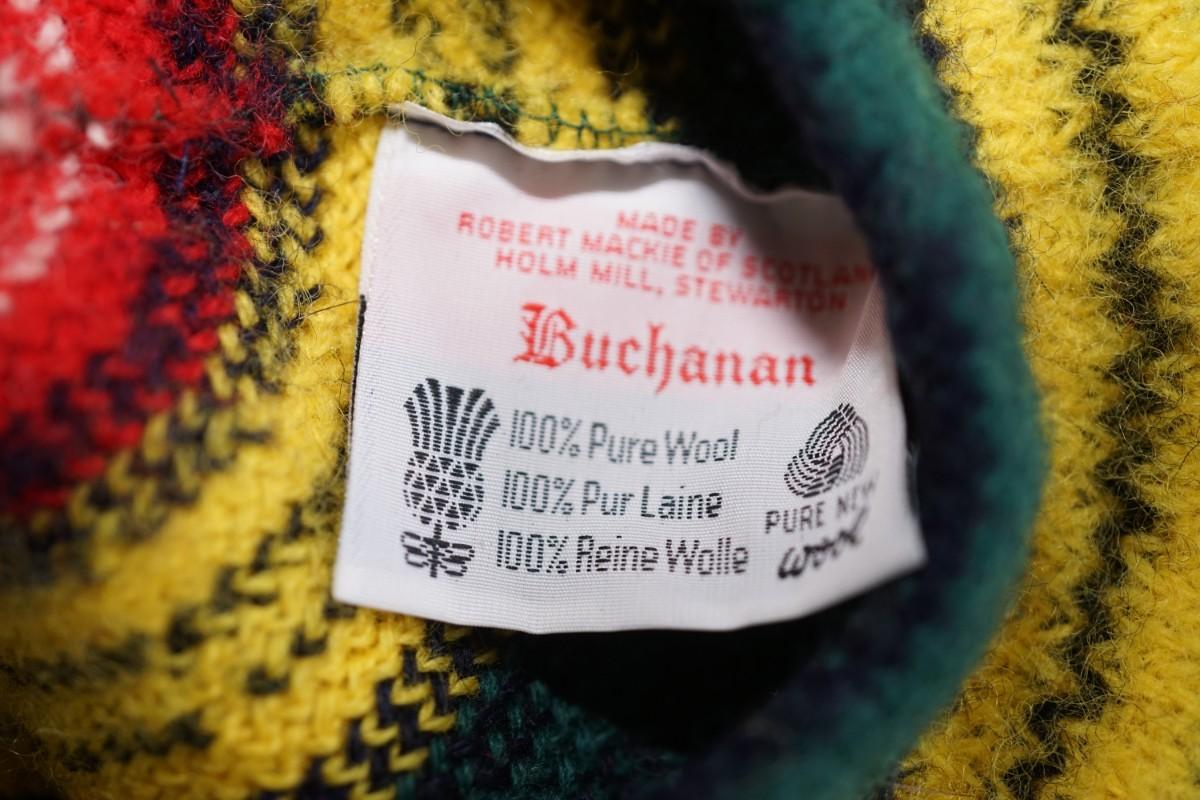 MADE BY
ROBERT MACKIE OF SCOTLAND
HOLM MILL, STEWARTON
Buchanan
100% Pure Wool
100% Pur Laine
100% Reine Wolle
PURE NEW
wool